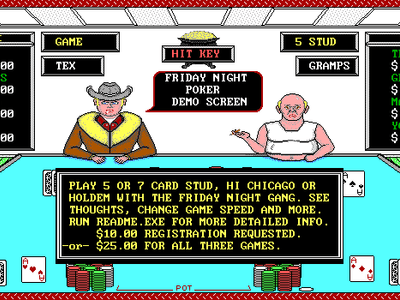 GAME
5 STUD
HIT KEY
TEX
GRAMPS
FRIDAY NIGHT
POKER
DEMO SCREEN
PLAY 5 OR 7 CARD STUD, HI CHICAGO OR
HOLDEM WITH THE FRIDAY NIGHT GANG. SEE
THOUGHTS, CHANGE GAME SPEED AND MORE.
RUN README.EXE FOR MORE DETAILED INFO.
$10.00 REGISTRATION REQUESTED.
-or- $25.00 FOR ALL THREE GAMES.
POT